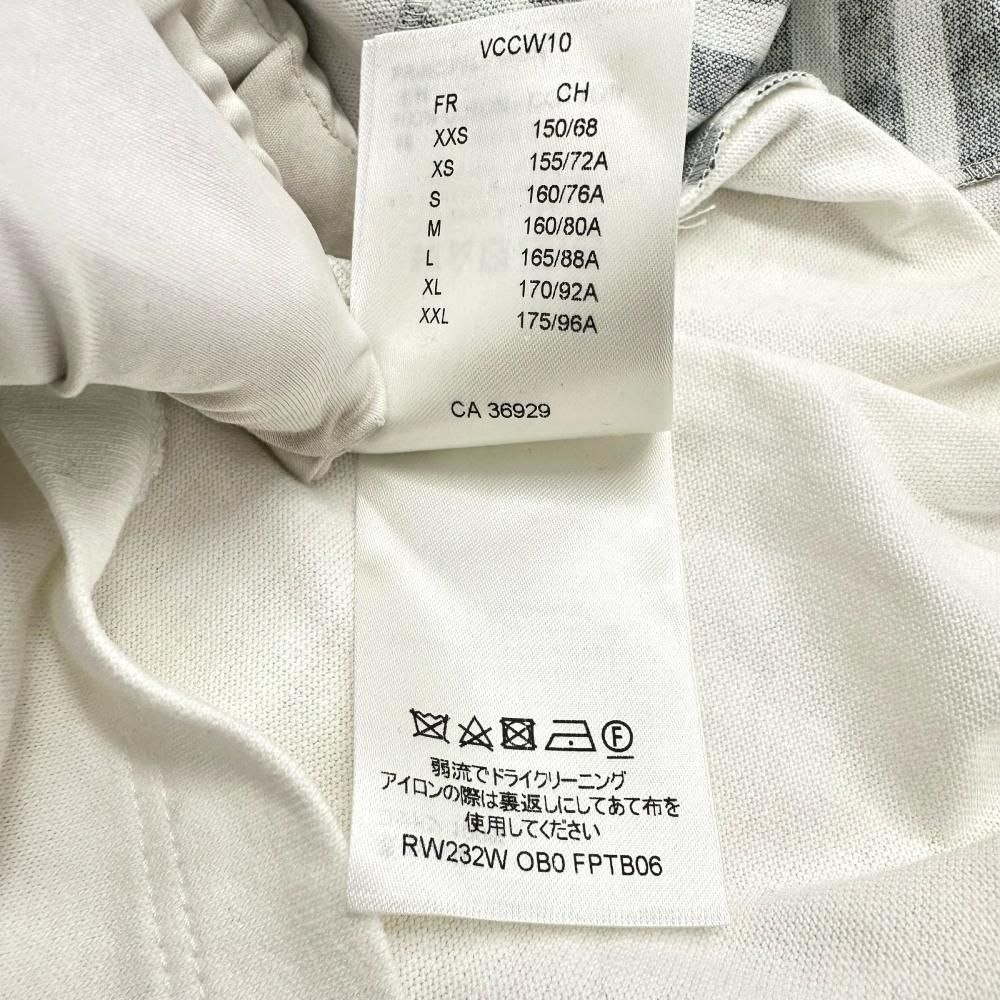 VCCW10
FR CH
XXS 150/68
XS 155/72A
S 160/76A
M 160/80A
L 165/88A
XL 170/92A
XXL 175/96A
CA 36929
F
弱流でドライクリーニング
アイロンの際は裏返しにしてあて布を
使用してください
RW232W OB0 FPTB06